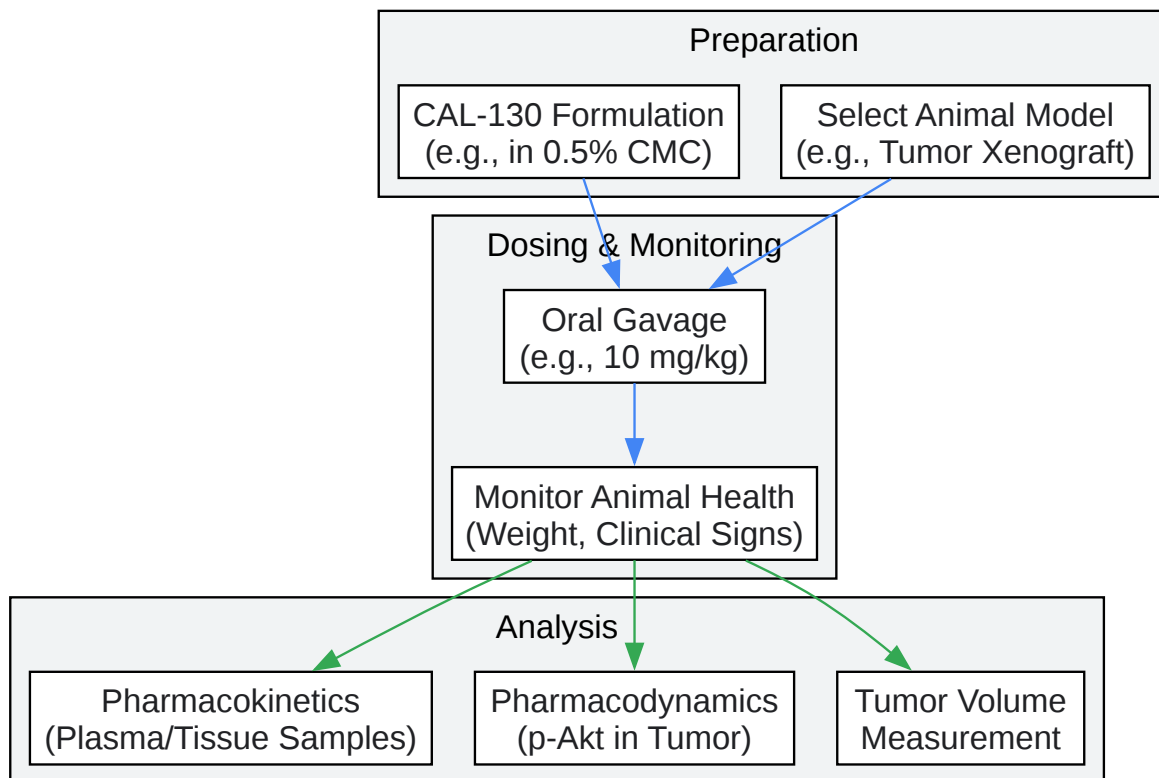 Preparation
CAL-130 Formulation
(e.g., in 0.5% CMC)
Select Animal Model
(e.g., Tumor Xenograft)
Dosing & Monitoring
Oral Gavage
(e.g., 10 mg/kg)
Monitor Animal Health
(Weight, Clinical Signs)
Analysis
Pharmacokinetics
(Plasma/Tissue Samples)
Pharmacodynamics
(p-Akt in Tumor)
Tumor Volume
Measurement